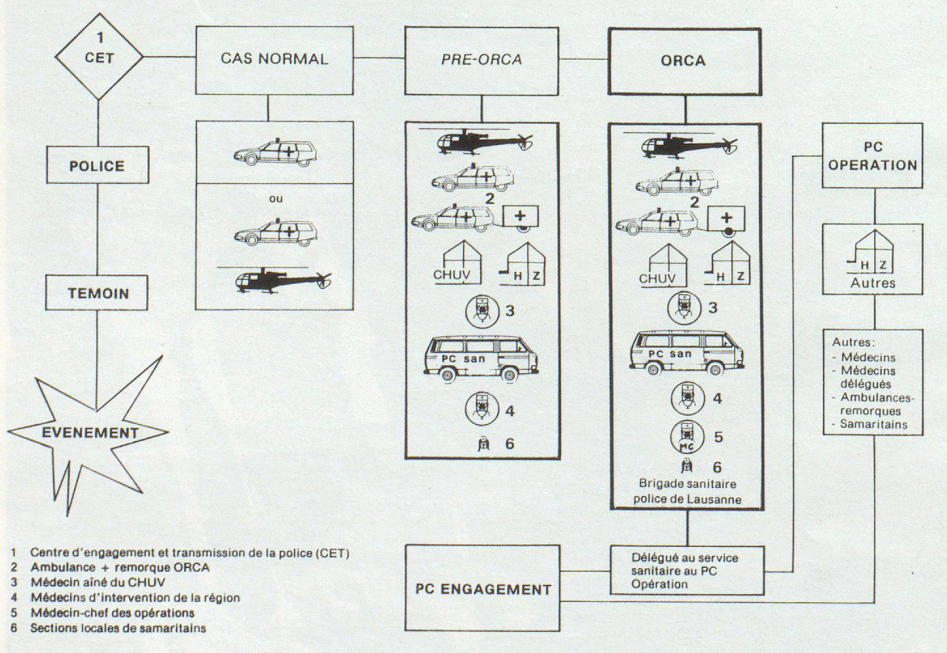 1
CET
CAS NORMAL
PRE-ORCA
ORCA
POLICE
TEMOIN
EVENEMENT
ou
2
CHUV
H Z
3
PC san
4
6
2
CHUV
H Z
3
PC san
4
5
MC
6
Brigade sanitaire
police de Lausanne
PC
OPERATION
H Z
Autres
Autres:
- Médecins
- Médecins
délégués
- Ambulances-
remorques
- Samaritains
PC ENGAGEMENT
Délégué au service
sanitaire au PC
Opération
1 Centre d'engagement et transmission de la police (CET)
2 Ambulance + remorque ORCA
3 Médecin aîné du CHUV
4 Médecins d'intervention de la région
5 Médecin-chef des opérations
6 Sections locales de samaritains